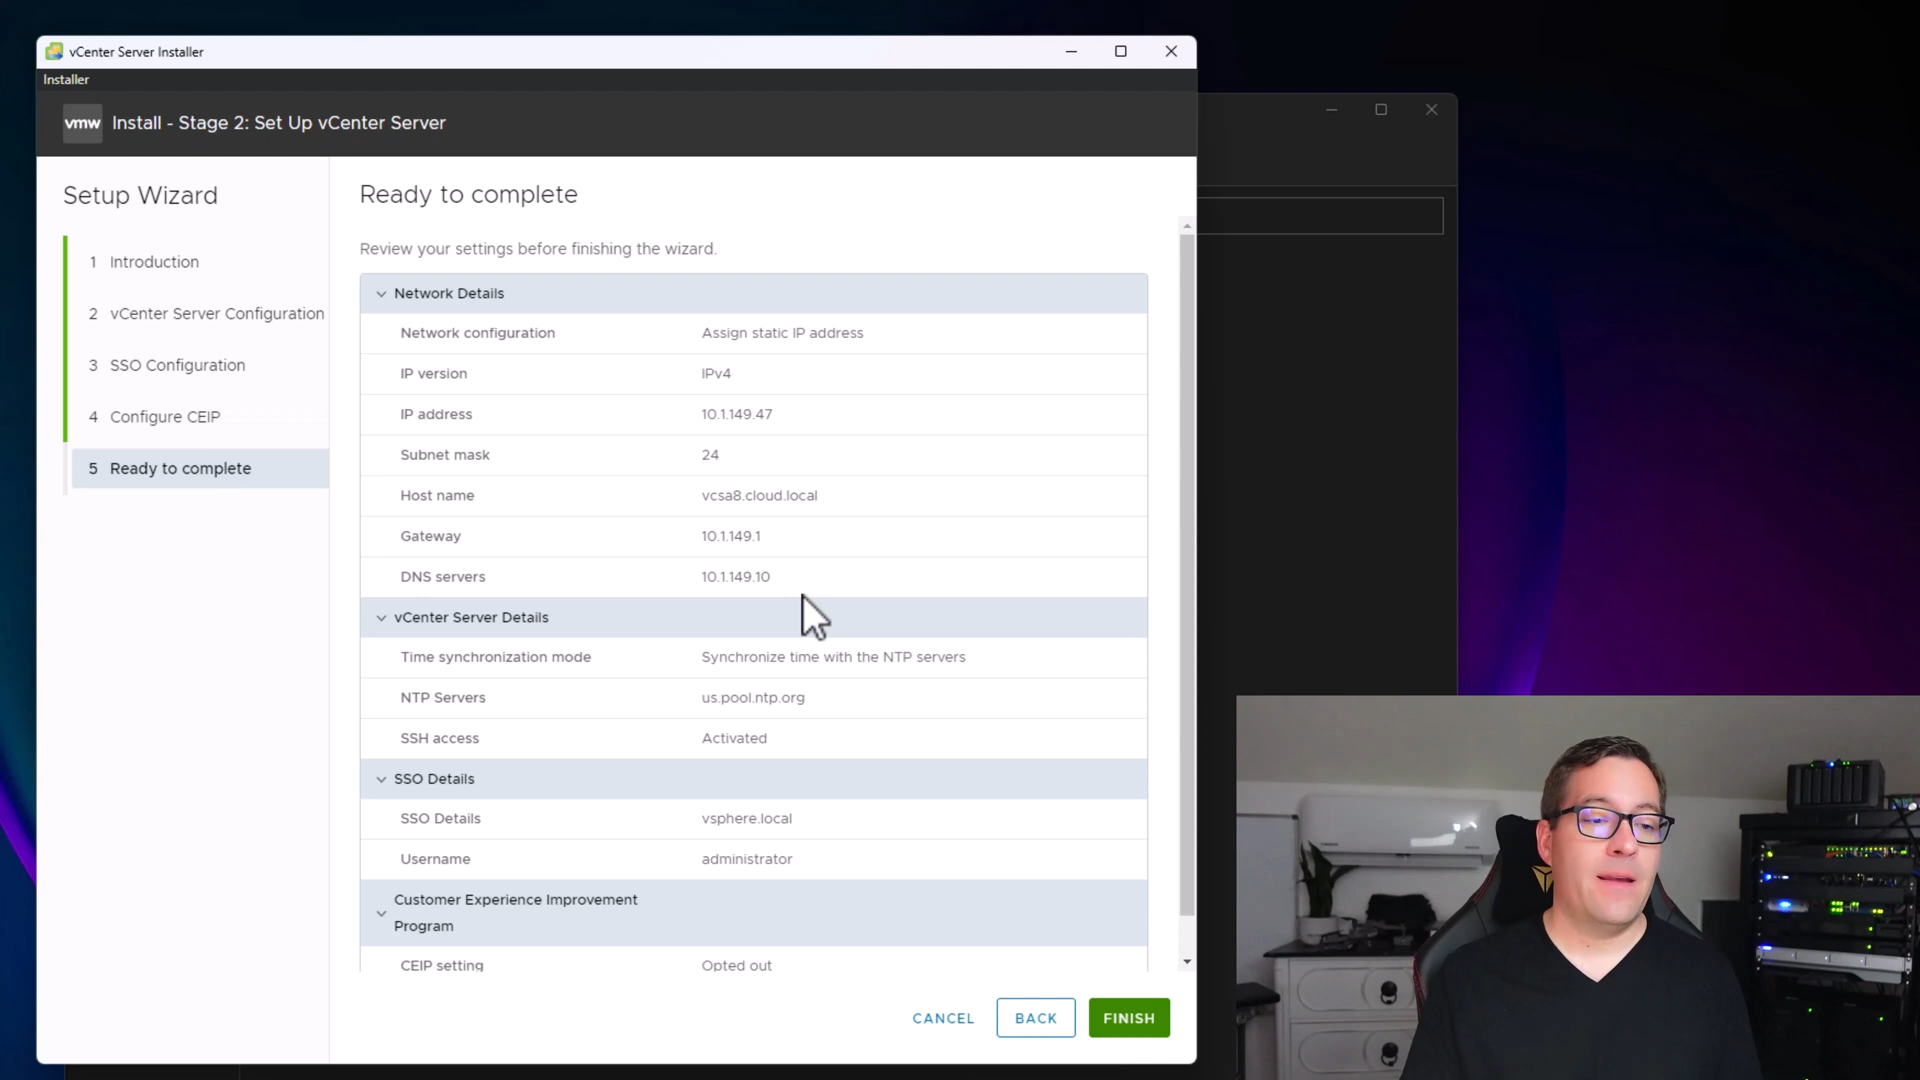 vCenter Server Installer
Installer
vmw Install - Stage 2: Set Up vCenter Server
Setup Wizard
1 Introduction
2 vCenter Server Configuration
3 SSO Configuration
4 Configure CEIP
5 Ready to complete
Ready to complete
Review your settings before finishing the wizard.
Network Details
Network configuration Assign static IP address
IP version IPv4
IP address 10.1.149.47
Subnet mask 24
Host name vcsa8.cloud.local
Gateway 10.1.149.1
DNS servers 10.1.149.10
vCenter Server Details
Time synchronization mode Synchronize time with the NTP servers
NTP Servers us.pool.ntp.org
SSH access Activated
SSO Details
SSO Details vsphere.local
Username administrator
Customer Experience Improvement
Program
CEIP setting Opted out
CANCEL BACK FINISH